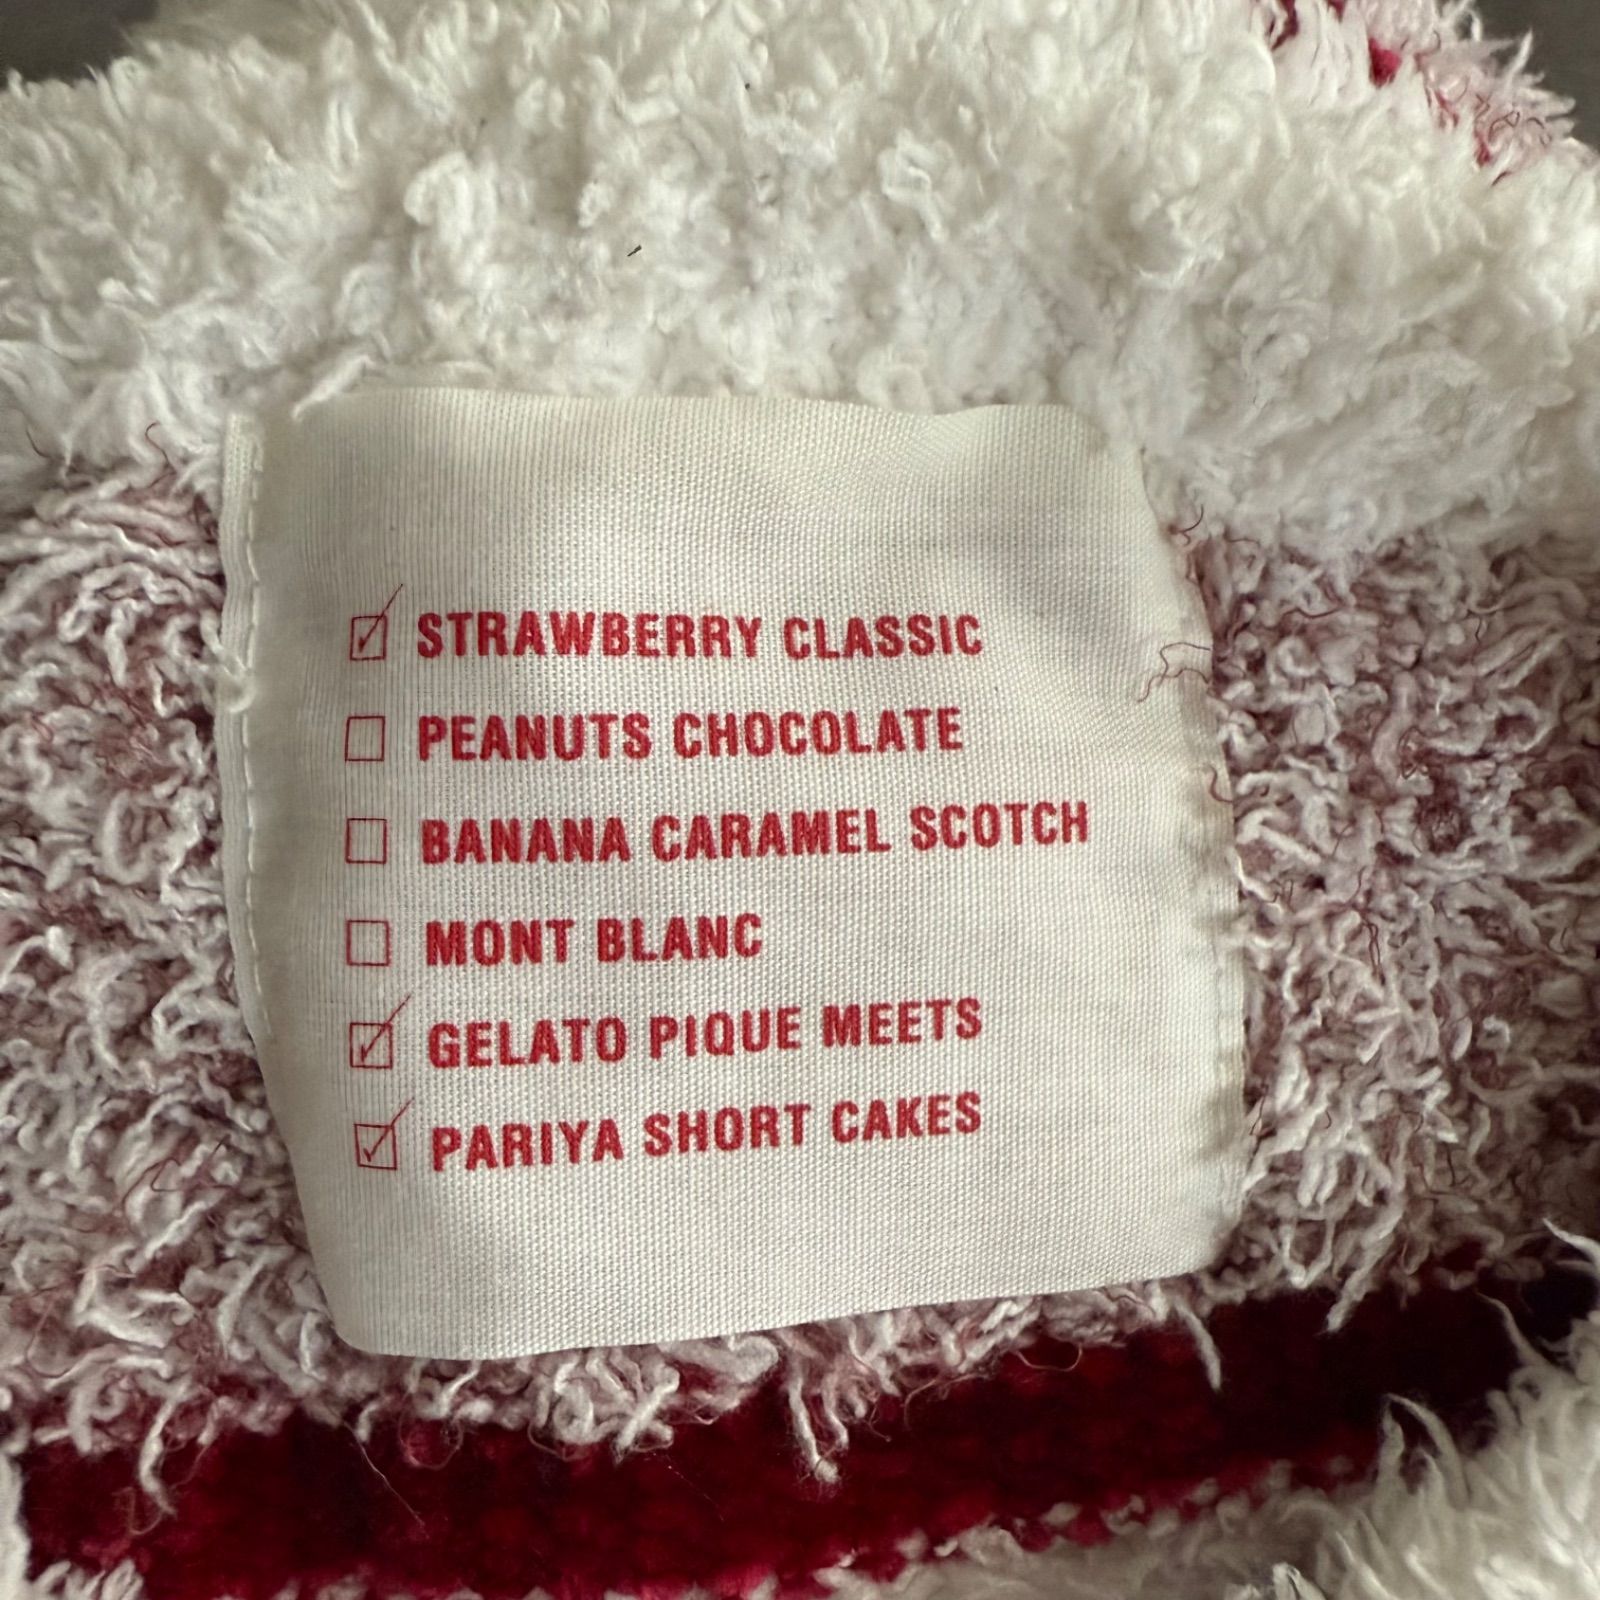 ☑ STRAWBERRY CLASSIC
☐ PEANUTS CHOCOLATE
☐ BANANA CARAMEL SCOTCH
☐ MONT BLANC
☑ GELATO PIQUE MEETS
☑ PARIYA SHORT CAKES